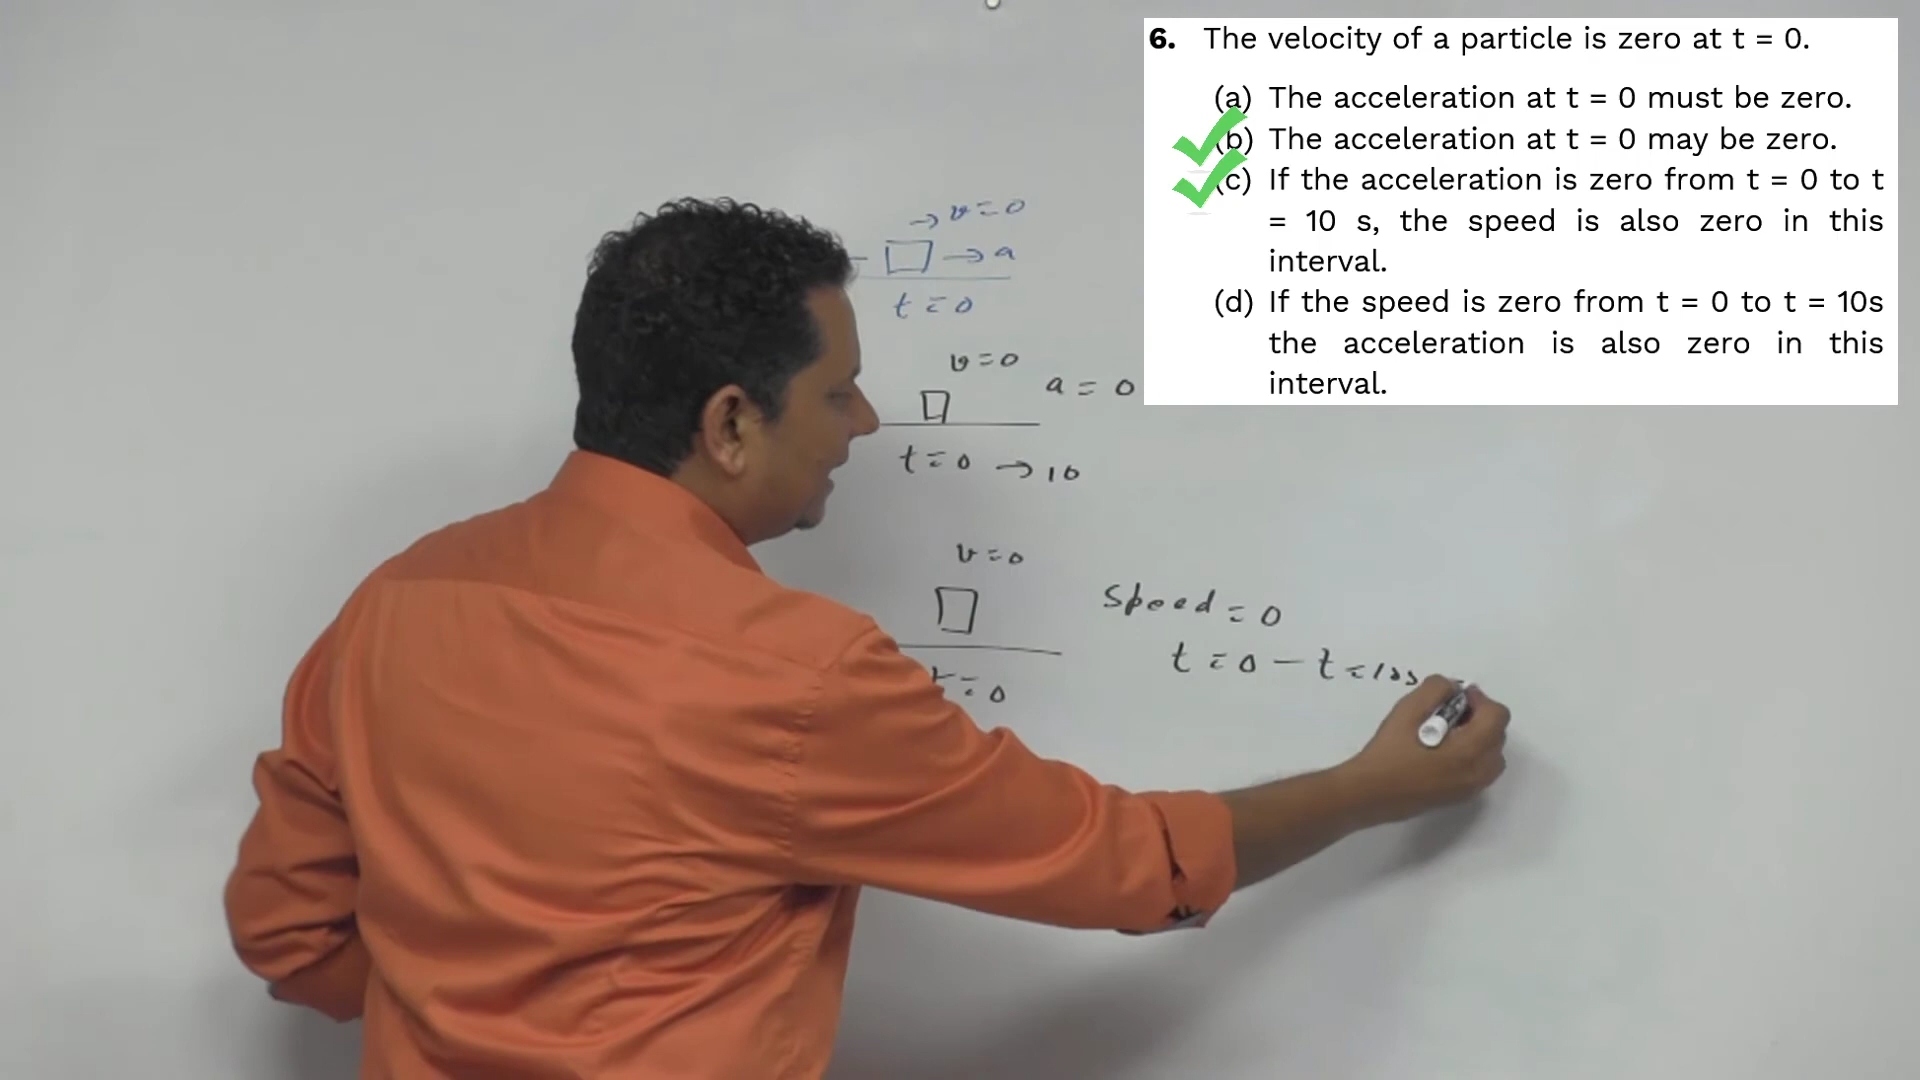 6. The velocity of a particle is zero at t = 0.
(a) The acceleration at t = 0 must be zero.
(b) The acceleration at t = 0 may be zero.
(c) If the acceleration is zero from t = 0 to t
= 10 s, the speed is also zero in this
interval.
(d) If the speed is zero from t = 0 to t = 10s
the acceleration is also zero in this
interval.
→ v = 0
→ a
t = 0
v = 0
a = 0
t = 0 → 10
v = 0
Speed = 0
t = 0 – t = 10s
t = 0